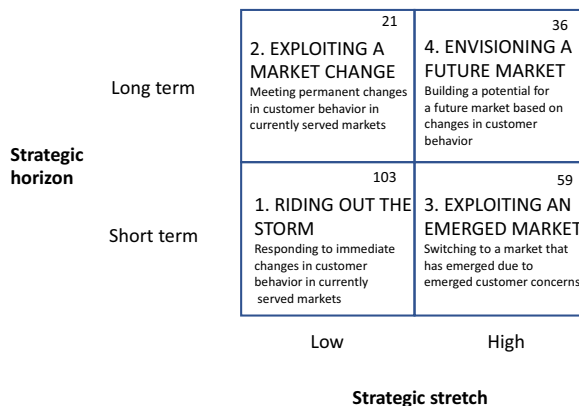 21
2. EXPLOITING A
MARKET CHANGE
Meeting permanent changes
in customer behavior in
currently served markets
36
4. ENVISIONING A
FUTURE MARKET
Building a potential for
a future market based on
changes in customer
behavior
Long term
Strategic
horizon
103
1. RIDING OUT THE
STORM
Responding to immediate
changes in customer
behavior in currently
served markets
59
3. EXPLOITING AN
EMERGED MARKET
Switching to a market that
has emerged due to
emerged customer concerns
Short term
Low
High
Strategic stretch